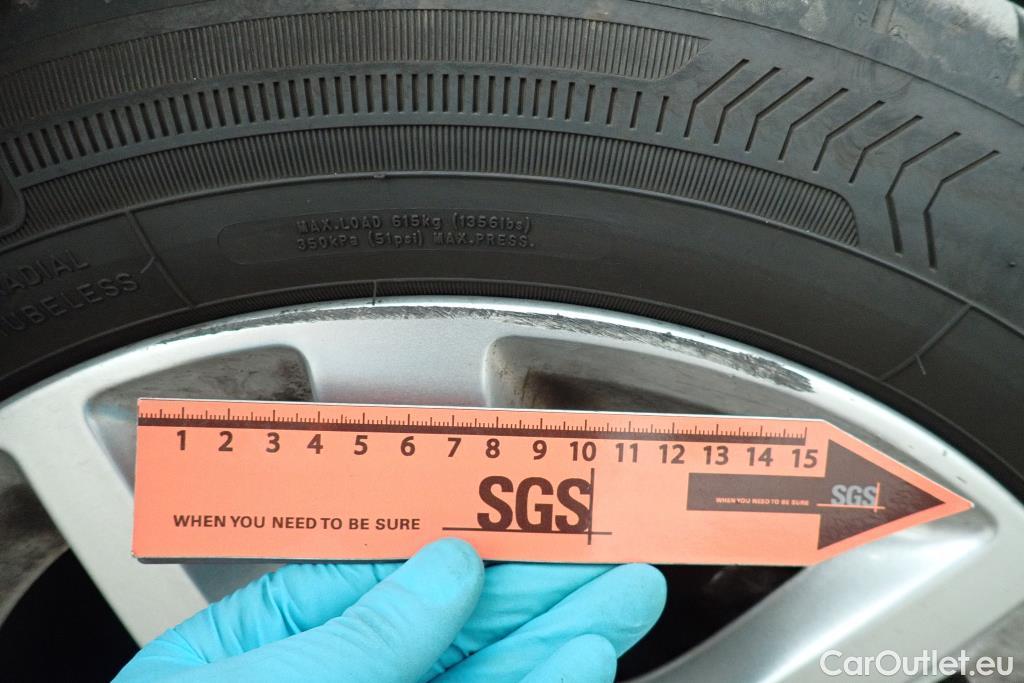 MAX.LOAD 615kg (1356lbs)
350kPa (51psi) MAX.PRESS.
RADIAL
TUBELESS
1 2 3 4 5 6 7 8 9 10 11 12 13 14 15
WHEN YOU NEED TO BE SURE
SGS
WHEN YOU NEED TO BE SURE
SGS
CarOutlet.eu